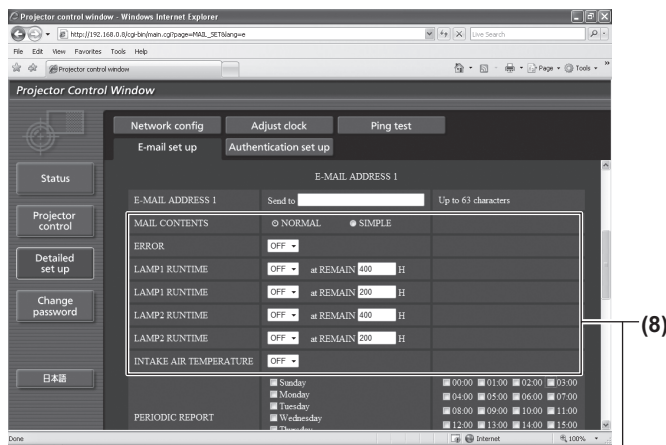 Projector control window - Windows Internet Explorer
http://192.168.0.8/cgi-bin/main.cgi?page=MAIL_SET&lang=e
Live Search
File Edit View Favorites Tools Help
Projector control window
Page Tools
Projector Control Window
Network config Adjust clock Ping test
E-mail set up Authentication set up
Status
Projector control
Detailed set up
Change password
日本語
E-MAIL ADDRESS 1
E-MAIL ADDRESS 1 Send to Up to 63 characters
MAIL CONTENTS NORMAL SIMPLE
ERROR OFF
LAMP1 RUNTIME OFF at REMAIN 400 H
LAMP1 RUNTIME OFF at REMAIN 200 H
LAMP2 RUNTIME OFF at REMAIN 400 H
LAMP2 RUNTIME OFF at REMAIN 200 H
INTAKE AIR TEMPERATURE OFF
(8)
PERIODIC REPORT
Sunday
Monday
Tuesday
Wednesday
Thursday
00:00 01:00 02:00 03:00
04:00 05:00 06:00 07:00
08:00 09:00 10:00 11:00
12:00 13:00 14:00 15:00
Done Internet 100%